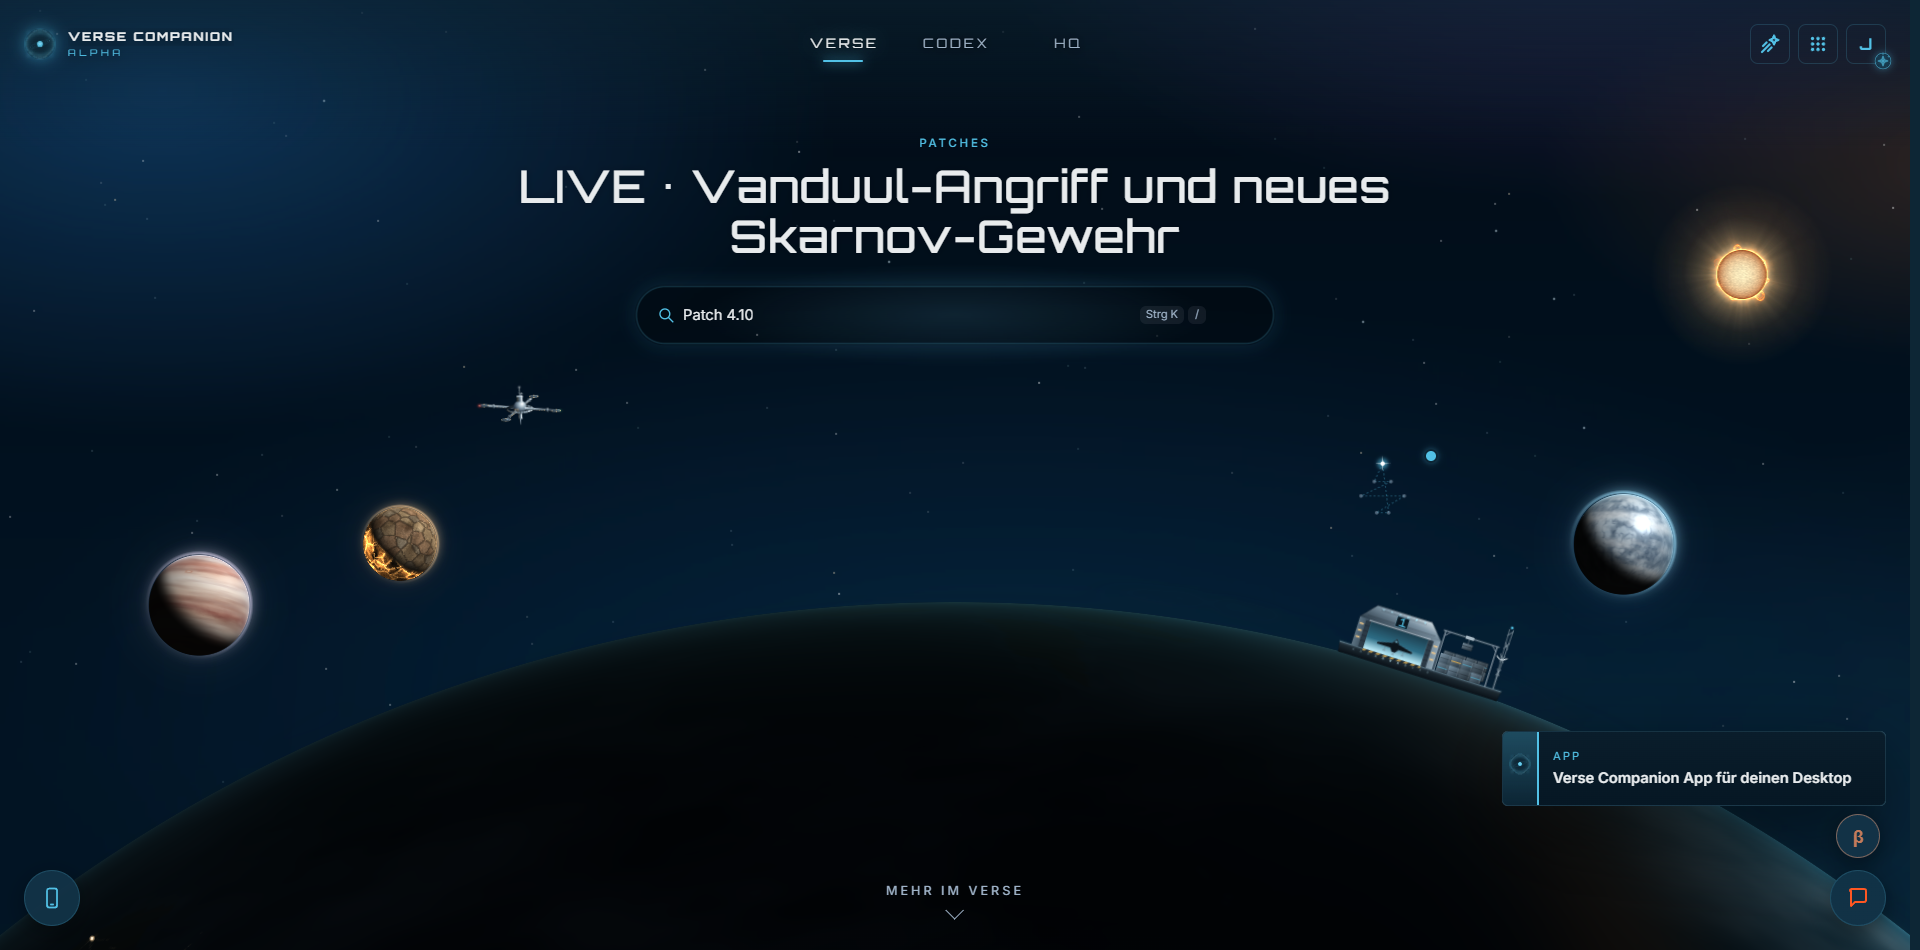 VERSE COMPANION
ALPHA
VERSE
CODEX
HQ
PATCHES
LIVE · Vanduul-Angriff und neues
Skarnov-Gewehr
Patch 4.10
Strg K
/
1
APP
Verse Companion App für deinen Desktop
β
MEHR IM VERSE